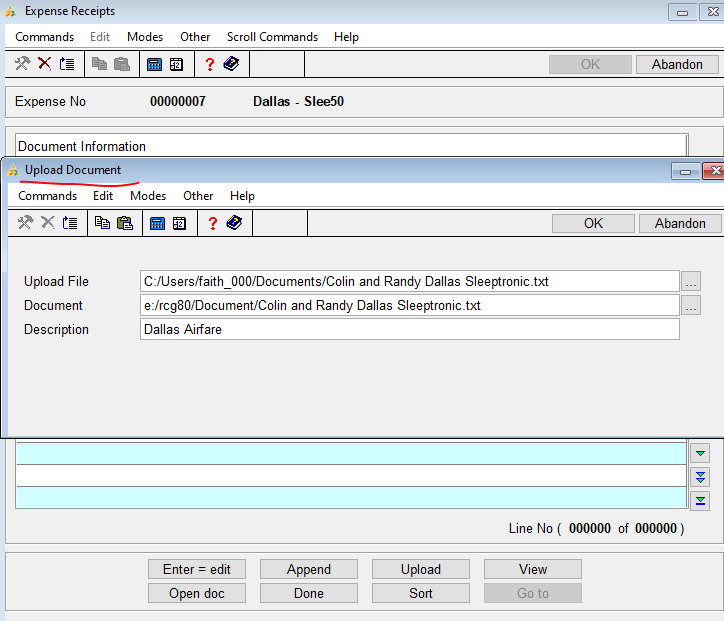 Expense Receipts
Commands Edit Modes Other Scroll Commands Help
? OK Abandon
Expense No 00000007 Dallas - Slee50
Document Information
Upload Document
Commands Edit Modes Other Help
? OK Abandon
Upload File C:/Users/faith_000/Documents/Colin and Randy Dallas Sleeptronic.txt ...
Document e:/rcg80/Document/Colin and Randy Dallas Sleeptronic.txt ...
Description Dallas Airfare
Line No ( 000000 of 000000 )
Enter = edit Append Upload View
Open doc Done Sort Go to